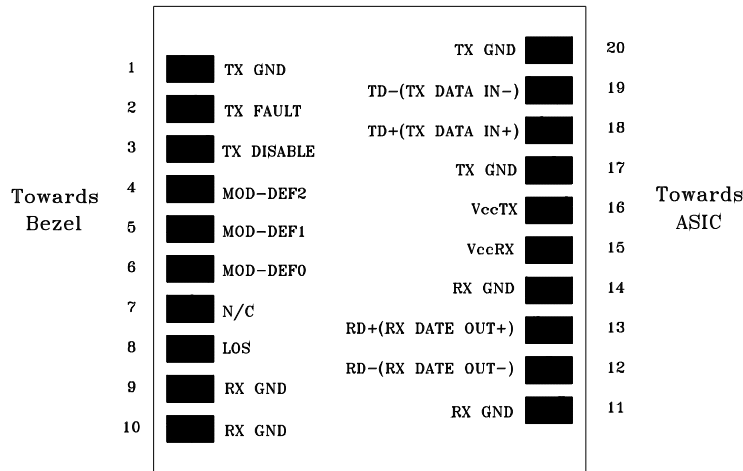 Towards
Bezel
1 TX GND
2 TX FAULT
3 TX DISABLE
4 MOD-DEF2
5 MOD-DEF1
6 MOD-DEF0
7 N/C
8 LOS
9 RX GND
10 RX GND
TX GND 20
TD-(TX DATA IN-) 19
TD+(TX DATA IN+) 18
TX GND 17
VccTX 16
VccRX 15
RX GND 14
RD+(RX DATE OUT+) 13
RD-(RX DATE OUT-) 12
RX GND 11
Towards
ASIC